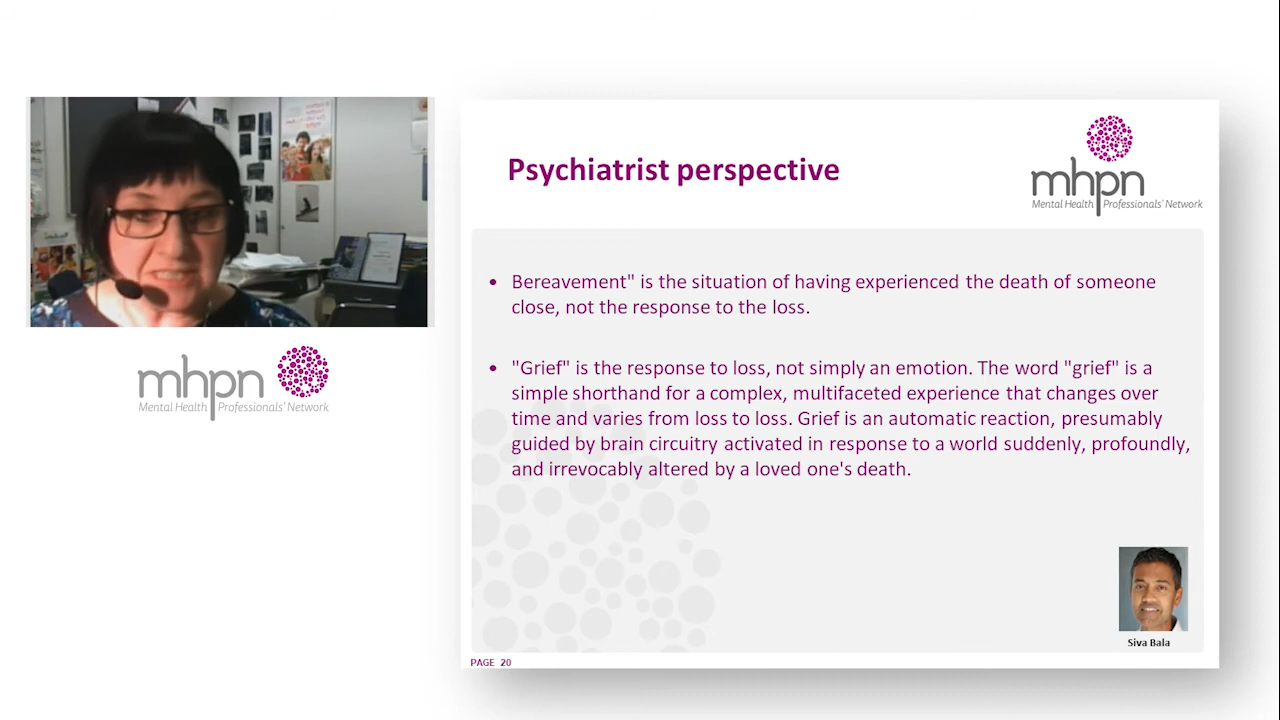 mhpn
Mental Health Professionals' Network
Psychiatrist perspective
mhpn
Mental Health Professionals' Network
• Bereavement" is the situation of having experienced the death of someone
close, not the response to the loss.
• "Grief" is the response to loss, not simply an emotion. The word "grief" is a
simple shorthand for a complex, multifaceted experience that changes over
time and varies from loss to loss. Grief is an automatic reaction, presumably
guided by brain circuitry activated in response to a world suddenly, profoundly,
and irrevocably altered by a loved one's death.
Siva Bala
PAGE 20